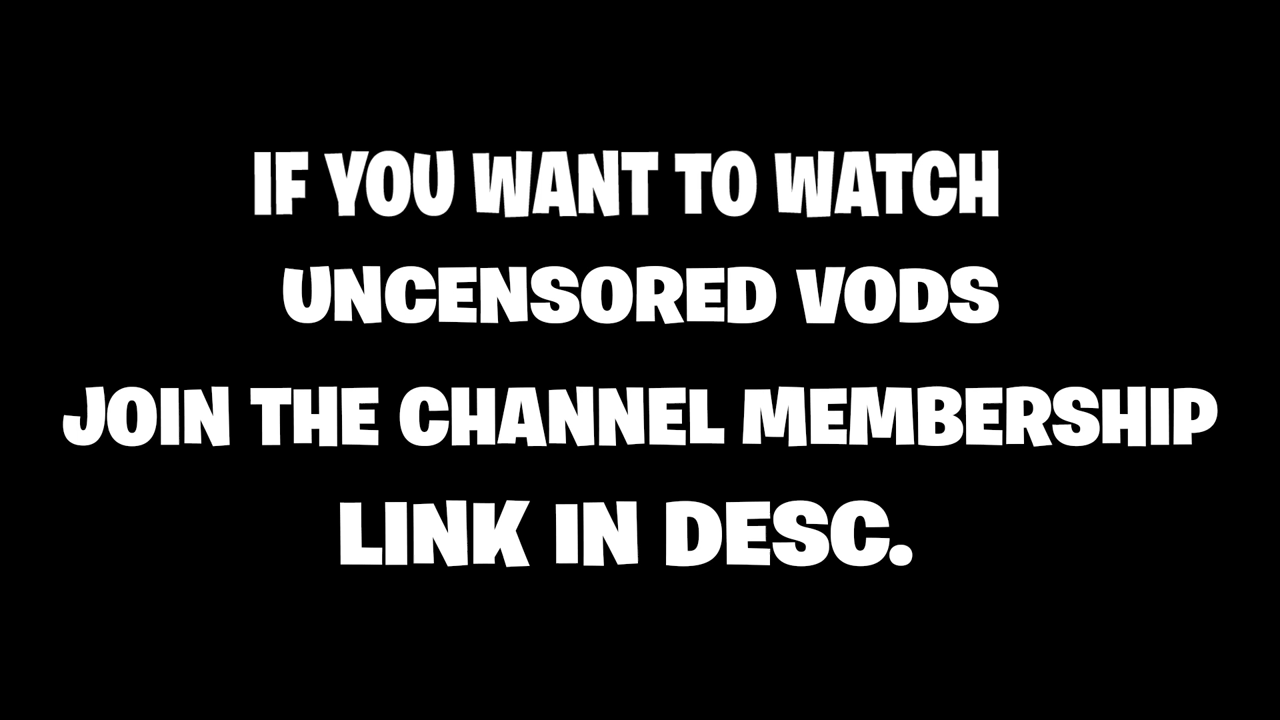 IF YOU WANT TO WATCH
UNCENSORED VODS
JOIN THE CHANNEL MEMBERSHIP
LINK IN DESC.